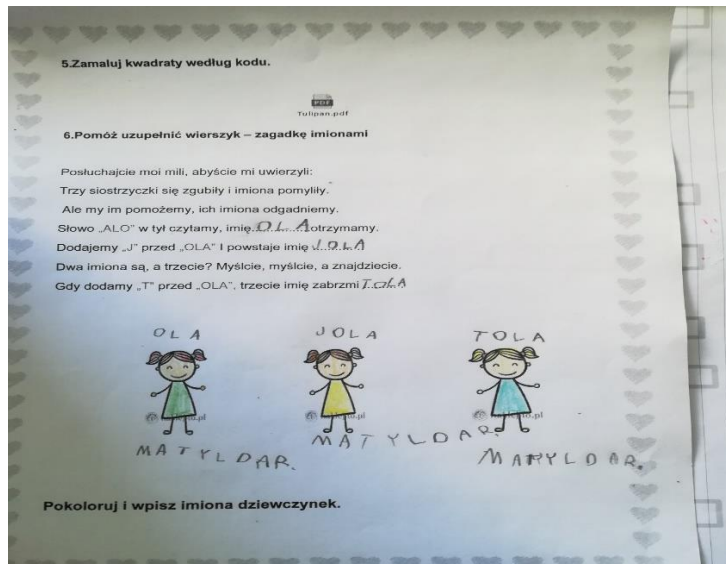 5.Zamaluj kwadraty według kodu.
PDF
Tulipan.pdf
6.Pomóż uzupełnić wierszyk – zagadkę imionami
Posłuchajcie moi mili, abyście mi uwierzyli:
Trzy siostrzyczki się zgubiły i imiona pomyliły.
Ale my im pomożemy, ich imiona odgadniemy.
Słowo „ALO" w tył czytamy, imię OLA otrzymamy.
Dodajemy „J" przed „OLA" I powstaje imię JOLA
Dwa imiona są, a trzecie? Myślcie, myślcie, a znajdziecie.
Gdy dodamy „T" przed „OLA", trzecie imię zabrzmi TOLA
OLA JOLA TOLA
MATYLDAR. MATYLDAR. MARYLDAR.
Pokoloruj i wpisz imiona dziewczynek.